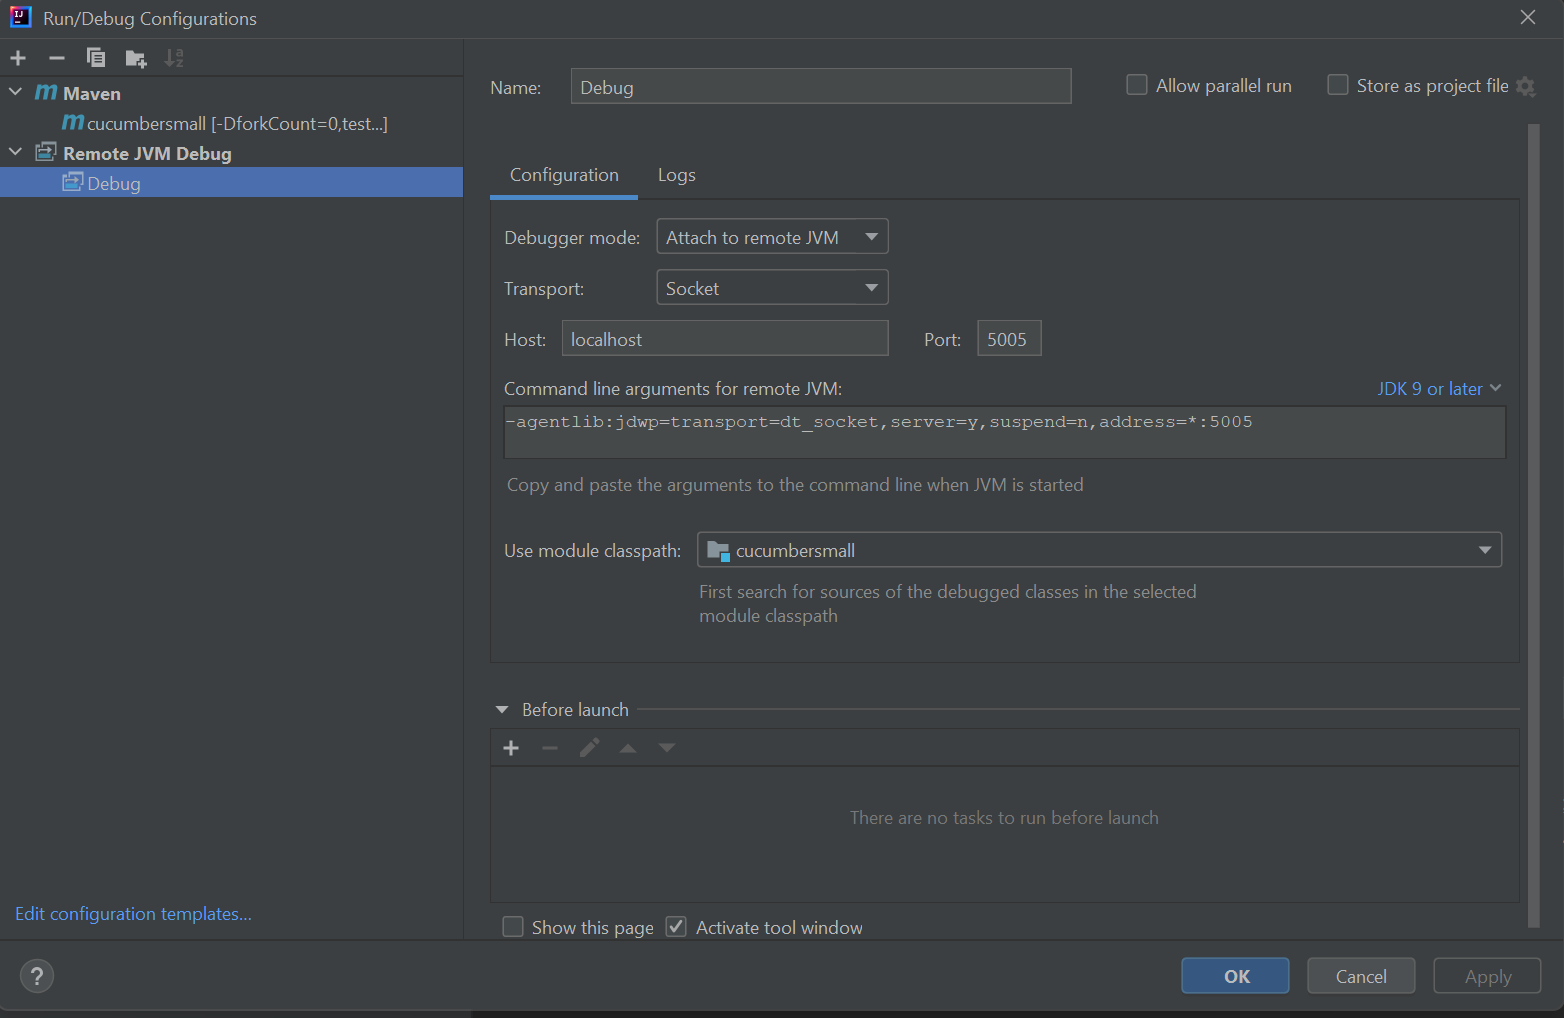 Run/Debug Configurations
Maven
cucumbersmall [-DforkCount=0,test...]
Remote JVM Debug
Debug
Edit configuration templates...
Name: Debug
Allow parallel run
Store as project file
Configuration Logs
Debugger mode: Attach to remote JVM
Transport: Socket
Host: localhost Port: 5005
Command line arguments for remote JVM: JDK 9 or later
-agentlib:jdwp=transport=dt_socket,server=y,suspend=n,address=*:5005
Copy and paste the arguments to the command line when JVM is started
Use module classpath: cucumbersmall
First search for sources of the debugged classes in the selected
module classpath
Before launch
There are no tasks to run before launch
Show this page Activate tool window
? OK Cancel Apply